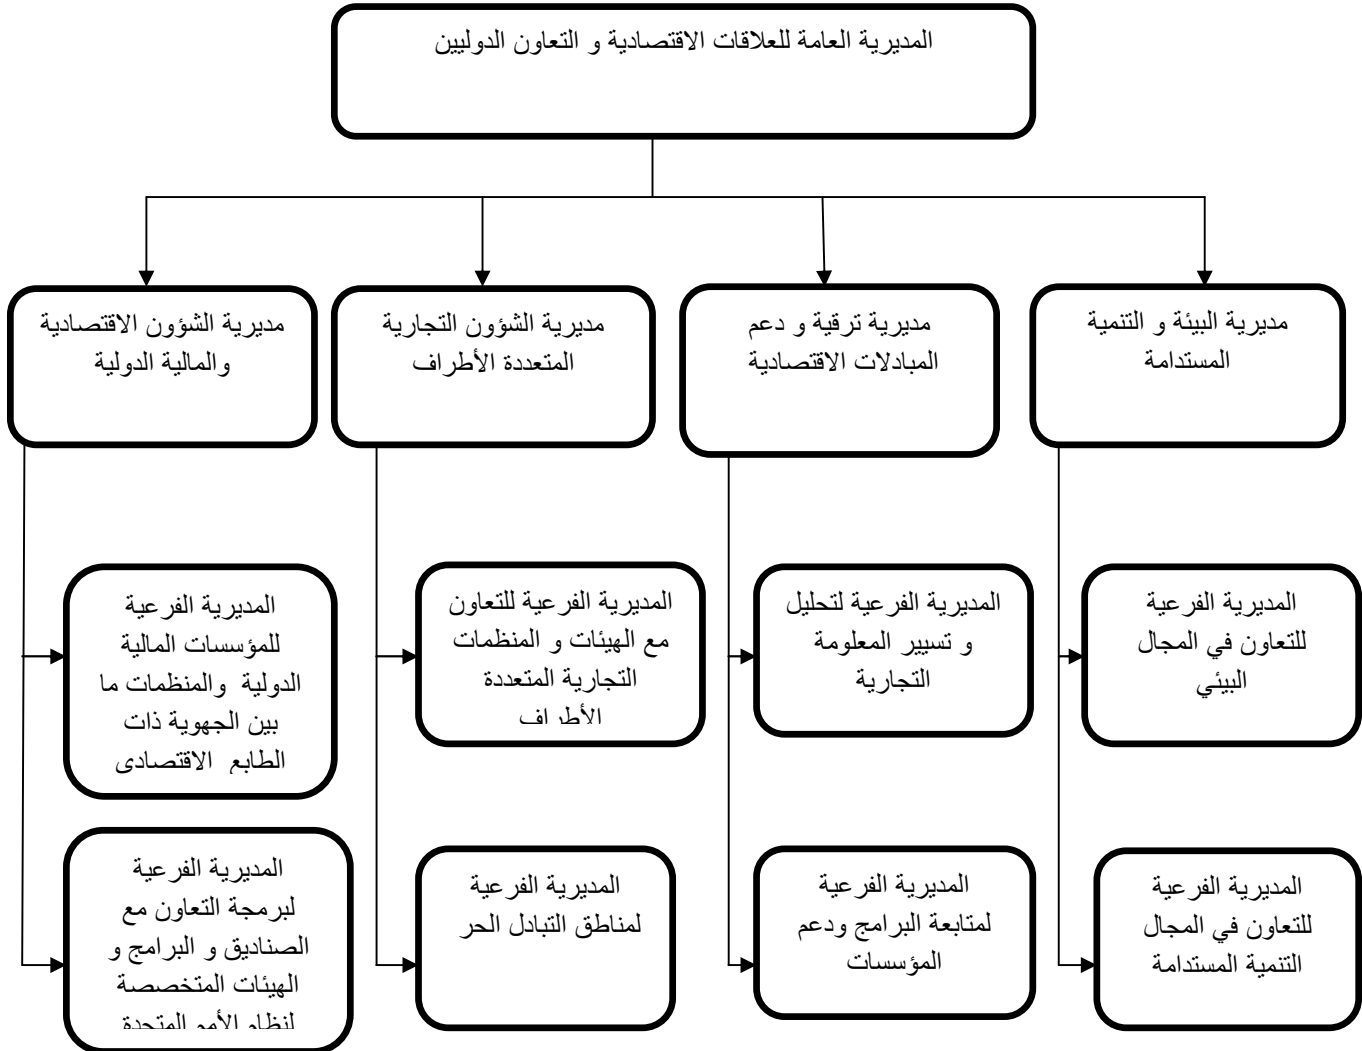 المديرية العامة للعلاقات الاقتصادية و التعاون الدوليين
مديرية البيئة و التنمية
المستدامة
مديرية ترقية و دعم
المبادلات الاقتصادية
مديرية الشؤون التجارية
المتعددة الأطراف
مديرية الشؤون الاقتصادية
والمالية الدولية
المديرية الفرعية
للتعاون في المجال
البيئي
المديرية الفرعية لتحليل
و تسيير المعلومة
التجارية
المديرية الفرعية للتعاون
مع الهيئات و المنظمات
التجارية المتعددة
الأطراف
المديرية الفرعية
للمؤسسات المالية
الدولية والمنظمات ما
بين الجهوية ذات
الطابع الاقتصادي
المديرية الفرعية
للتعاون في المجال
التنمية المستدامة
المديرية الفرعية
لمتابعة البرامج ودعم
المؤسسات
المديرية الفرعية
لمناطق التبادل الحر
المديرية الفرعية
لبرمجة التعاون مع
الصناديق و البرامج و
الهيئات المتخصصة
لنظام الأمم المتحدة